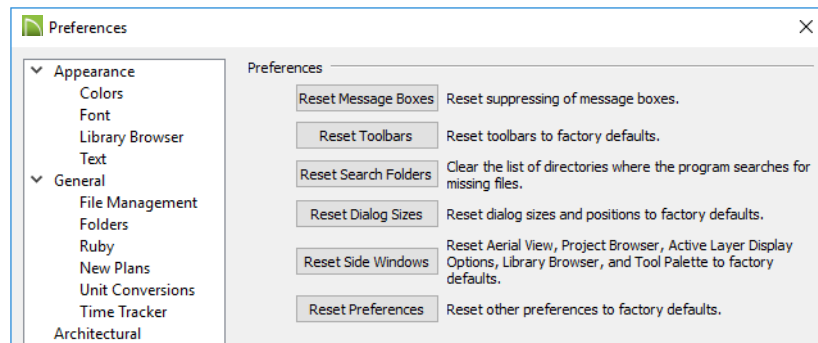 Preferences
Appearance
Colors
Font
Library Browser
Text
General
File Management
Folders
Ruby
New Plans
Unit Conversions
Time Tracker
Architectural
Preferences
Reset Message Boxes Reset suppressing of message boxes.
Reset Toolbars Reset toolbars to factory defaults.
Reset Search Folders Clear the list of directories where the program searches for
missing files.
Reset Dialog Sizes Reset dialog sizes and positions to factory defaults.
Reset Side Windows Reset Aerial View, Project Browser, Active Layer Display
Options, Library Browser, and Tool Palette to factory
defaults.
Reset Preferences Reset other preferences to factory defaults.